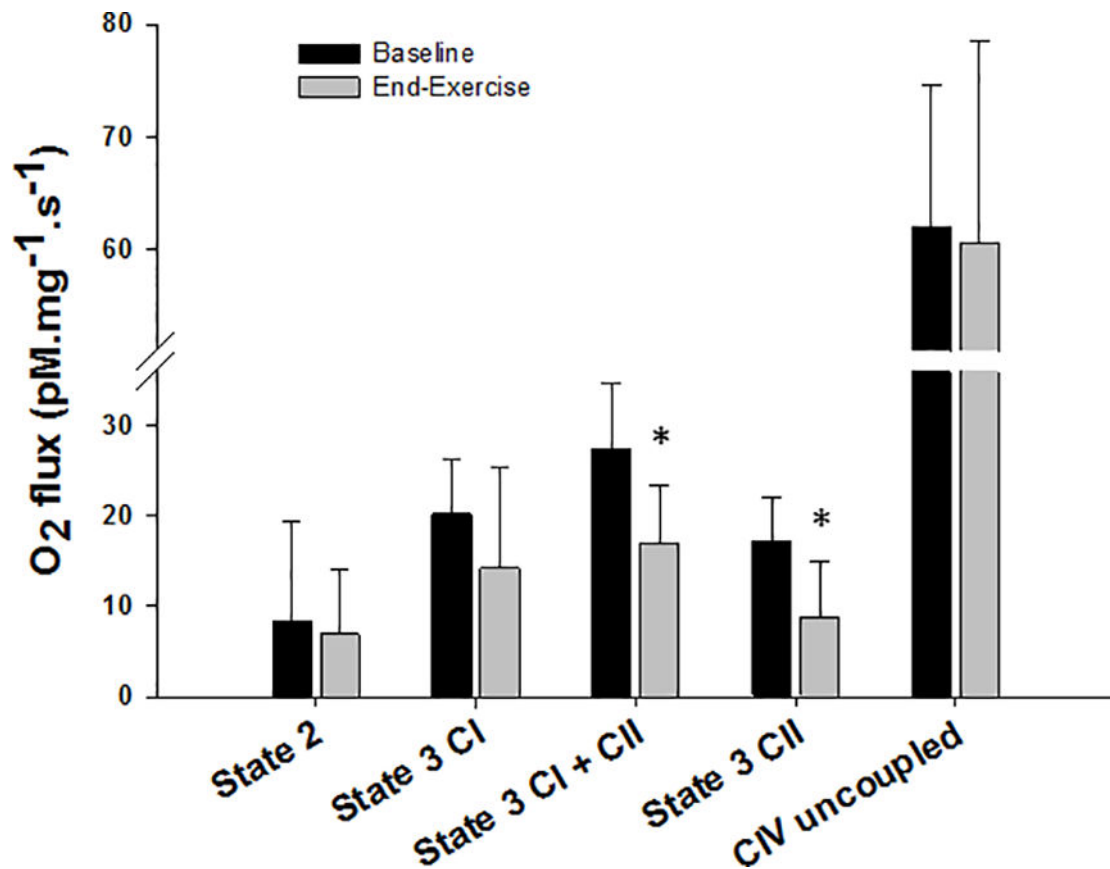 80
70
60
30
20
10
0
O2 flux (pM.mg-1.s-1)
Baseline
End-Exercise
*
*
State 2
State 3 CI
State 3 CI + CII
State 3 CII
CIV uncoupled